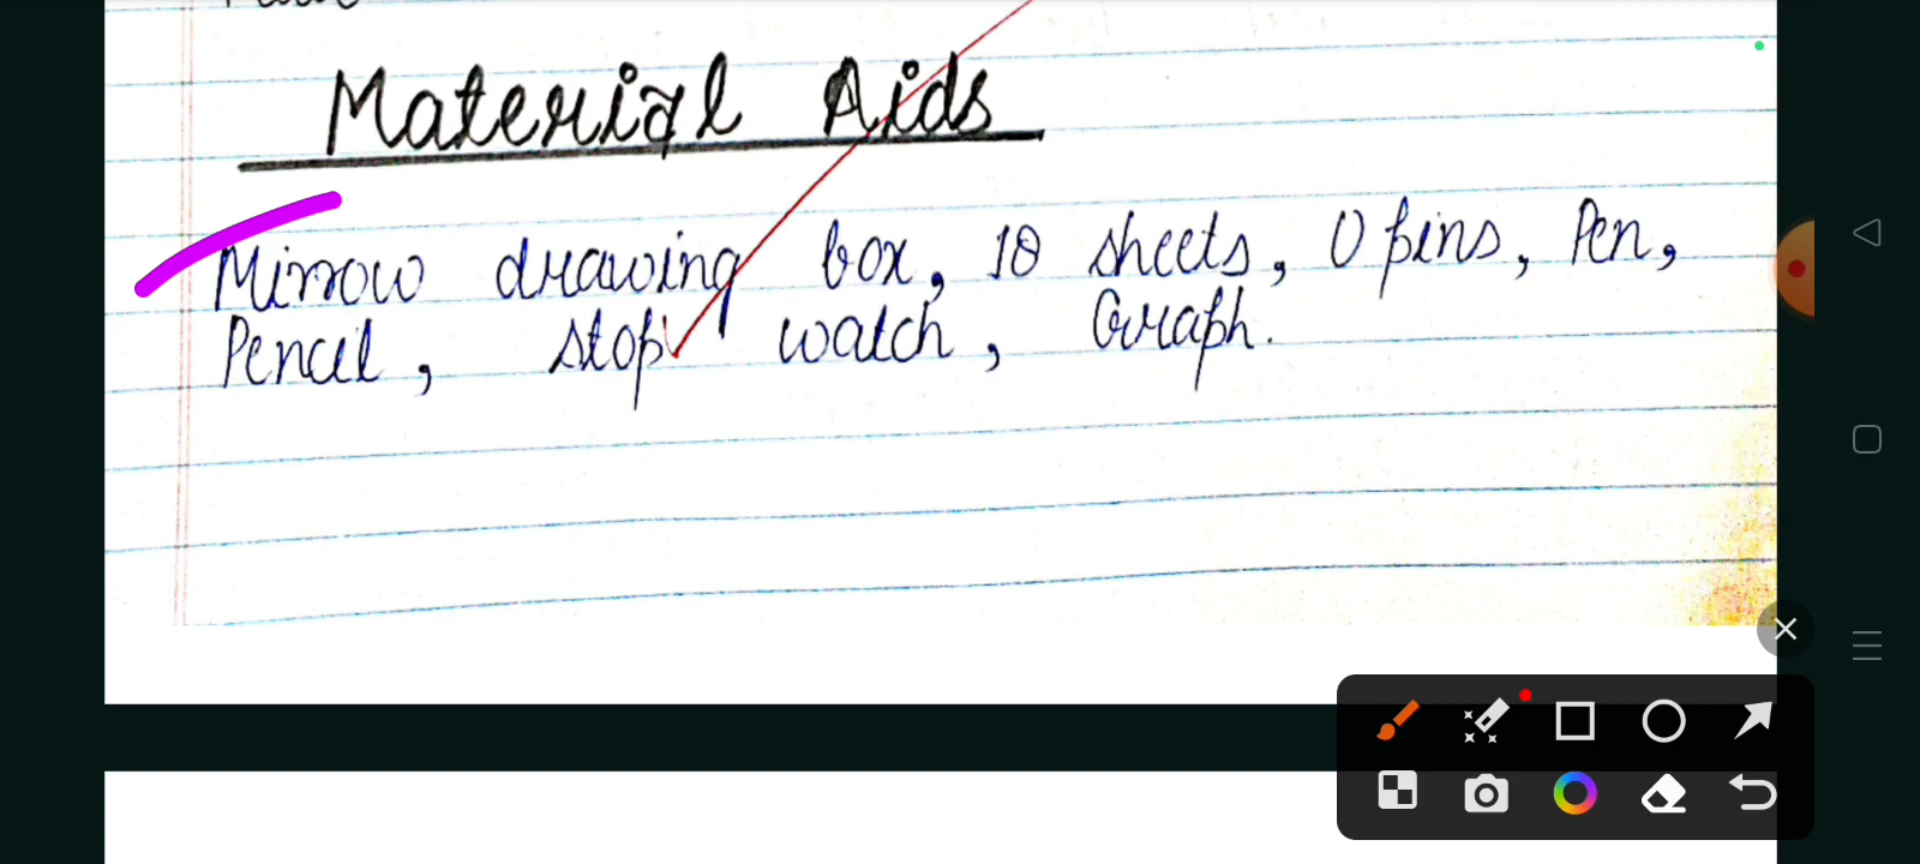 Material Aids
Mirror drawing box, 10 sheets, 0 pins, Pen,
Pencil, stop watch, Graph.